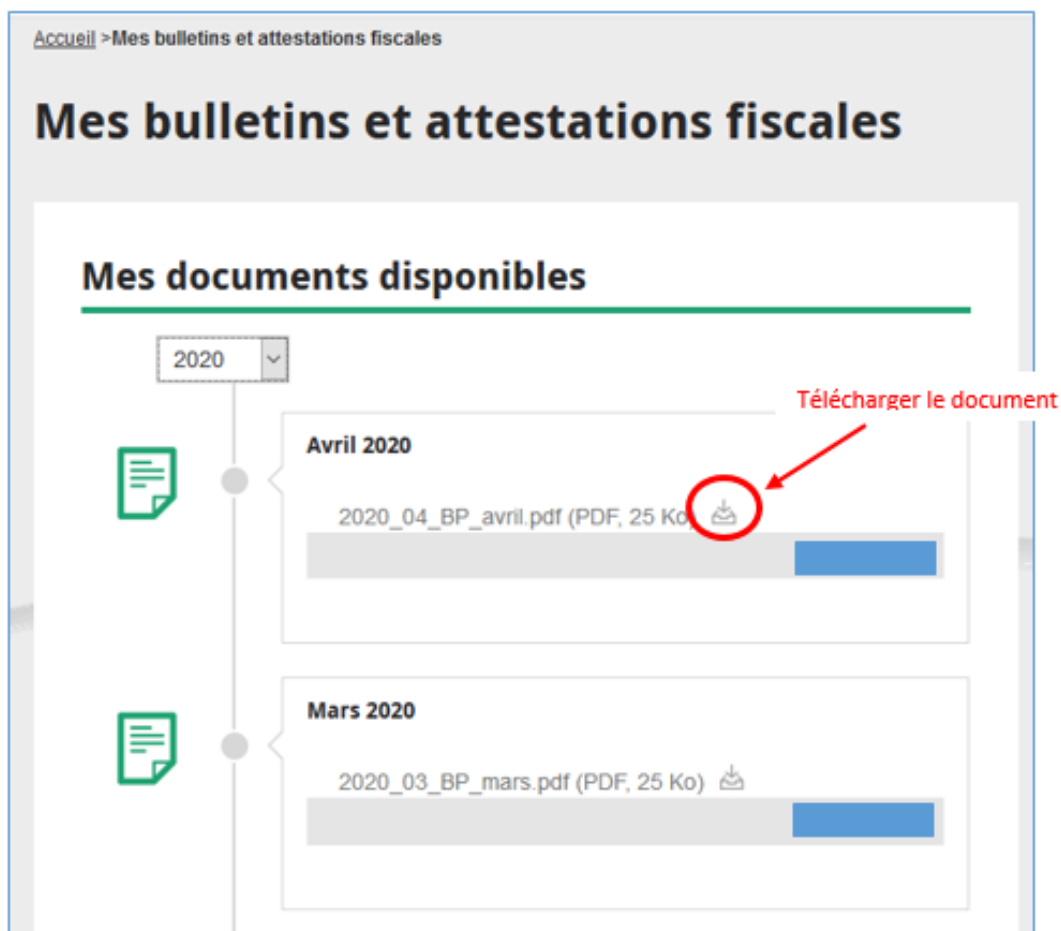 Accueil >Mes bulletins et attestations fiscales
Mes bulletins et attestations fiscales
Mes documents disponibles
2020
Télécharger le document
Avril 2020
2020_04_BP_avril.pdf (PDF, 25 Ko)
Mars 2020
2020_03_BP_mars.pdf (PDF, 25 Ko)